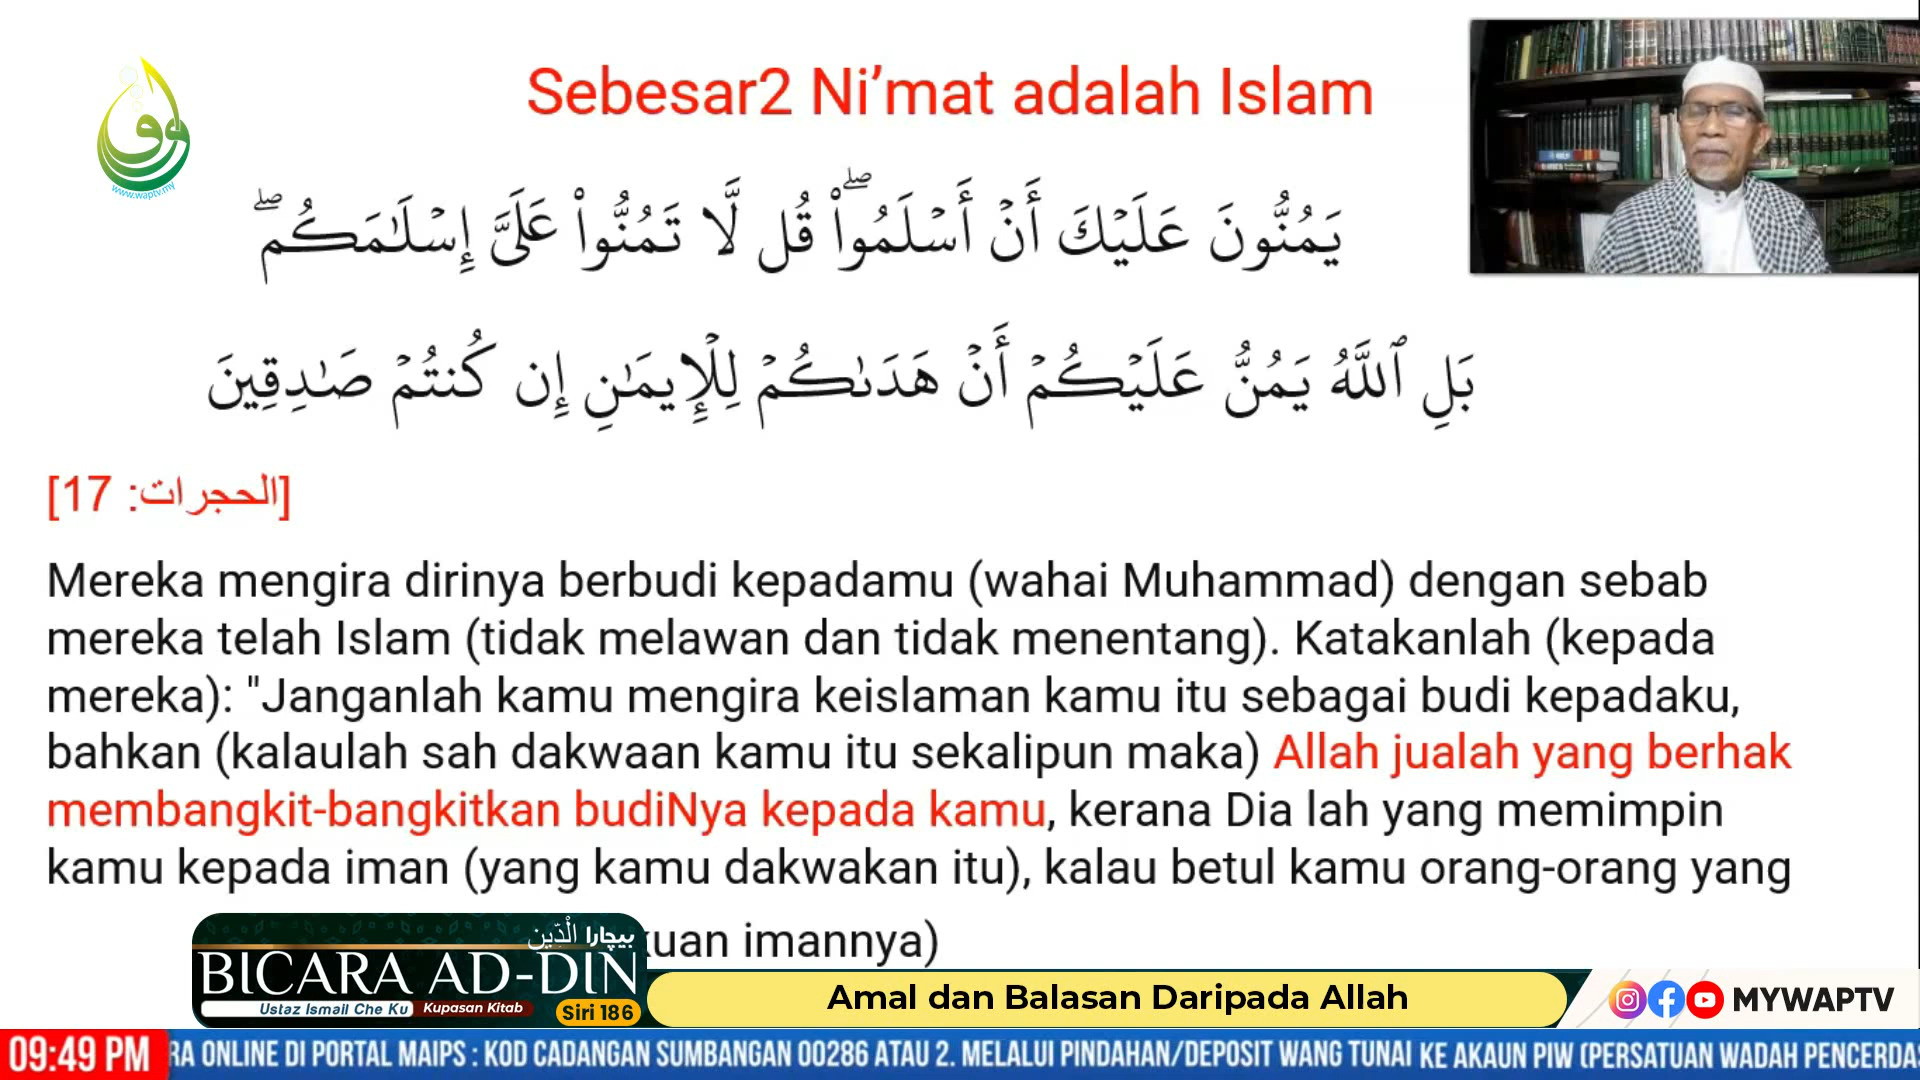 Sebesar2 Ni’mat adalah Islam
يَمُنُّونَ عَلَيْكَ أَنْ أَسْلَمُوا۟ ۖ قُل لَّا تَمُنُّوا۟ عَلَىَّ إِسْلَـٰمَكُم ۖ
بَلِ ٱللَّهُ يَمُنُّ عَلَيْكُمْ أَنْ هَدَىٰكُمْ لِلْإِيمَـٰنِ إِن كُنتُمْ صَـٰدِقِينَ
[الحجرات: 17]
Mereka mengira dirinya berbudi kepadamu (wahai Muhammad) dengan sebab
mereka telah Islam (tidak melawan dan tidak menentang). Katakanlah (kepada
mereka): "Janganlah kamu mengira keislaman kamu itu sebagai budi kepadaku,
bahkan (kalaulah sah dakwaan kamu itu sekalipun maka) Allah jualah yang berhak
membangkit-bangkitkan budiNya kepada kamu, kerana Dia lah yang memimpin
kamu kepada iman (yang kamu dakwakan itu), kalau betul kamu orang-orang yang
kuan imannya)
www.waptv.my
بيچارا الدّين
BICARA AD-DIN
Ustaz Ismail Che Ku Kupasan Kitab
Siri 186
Amal dan Balasan Daripada Allah
MYWAPTV
09:49 PM RA ONLINE DI PORTAL MAIPS : KOD CADANGAN SUMBANGAN 00286 ATAU 2. MELALUI PINDAHAN/DEPOSIT WANG TUNAI KE AKAUN PIW (PERSATUAN WADAH PENCERDAS